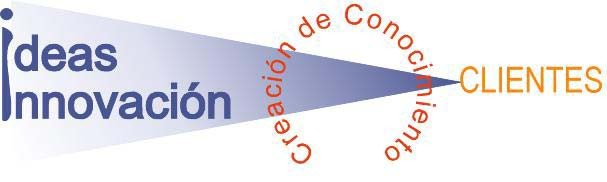 ideas
innovación
Creación de Conocimiento
CLIENTES